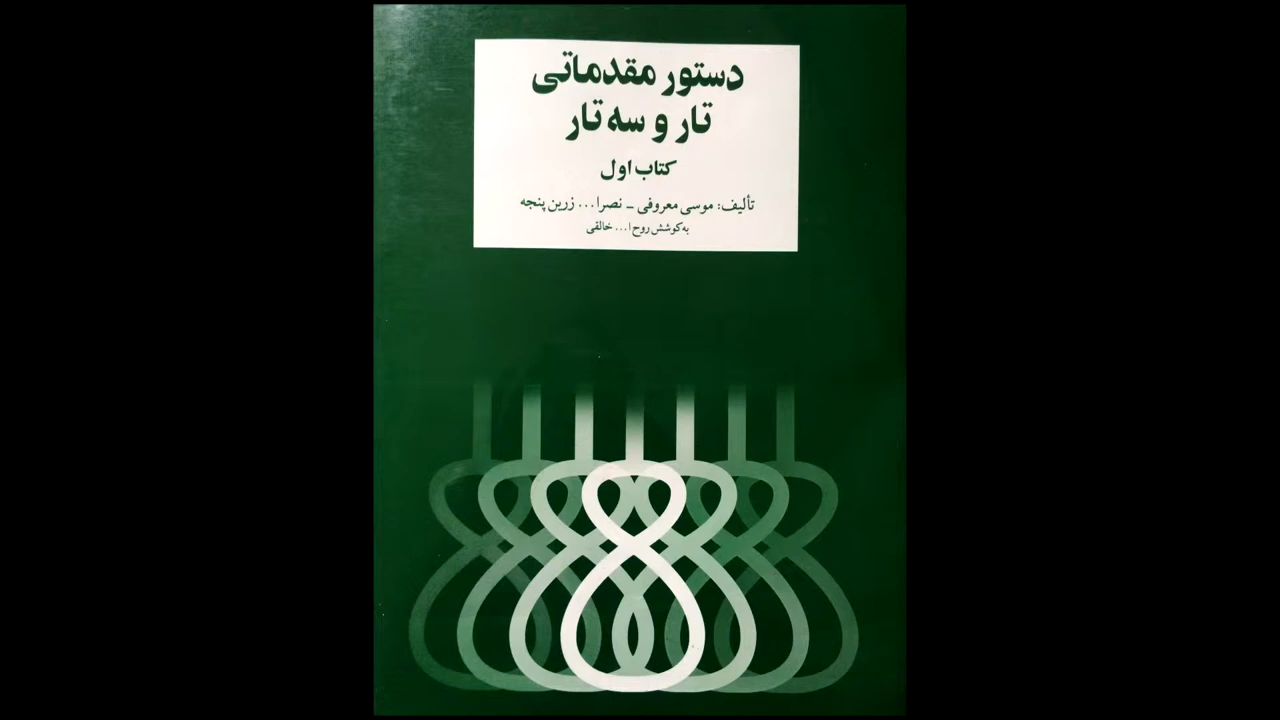 دستور مقدماتی
تار و سه تار
کتاب اول
تألیف: موسی معروفی ـ نصرا... زرین پنجه
به کوشش روح ا... خالقی